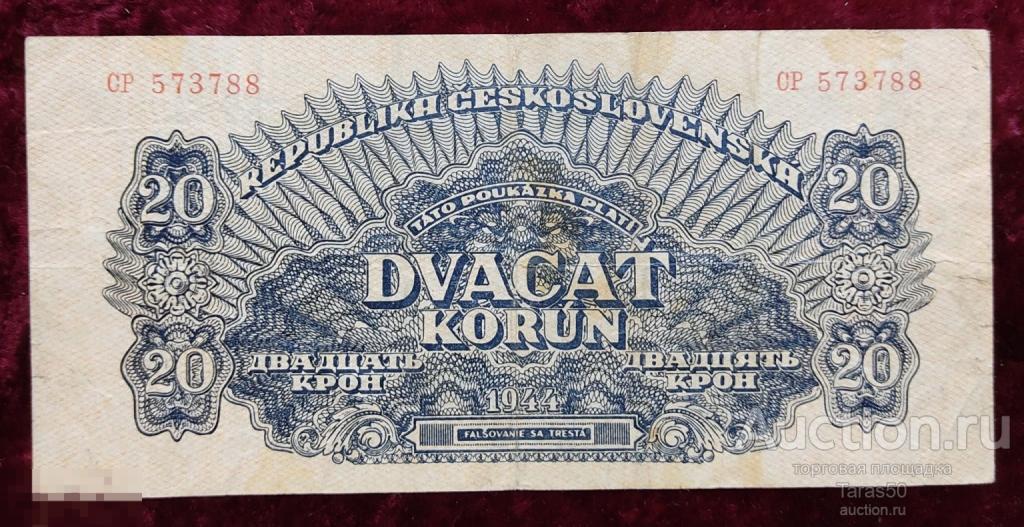 CP 573788
CP 573788
REPUBLIKA ČESKOSLOVENSKÁ
20
20
TÁTO POUKÁZKA PLATÍ
DVACAŤ
KORÚN
20
20
ДВАДЦАТЬ
КРОН
ДВАДЦЯТЬ
КРОН
1944
FALŠOVANIE SA TRESTÁ
Auction.ru
торговая площадка
Taras50
auction.ru